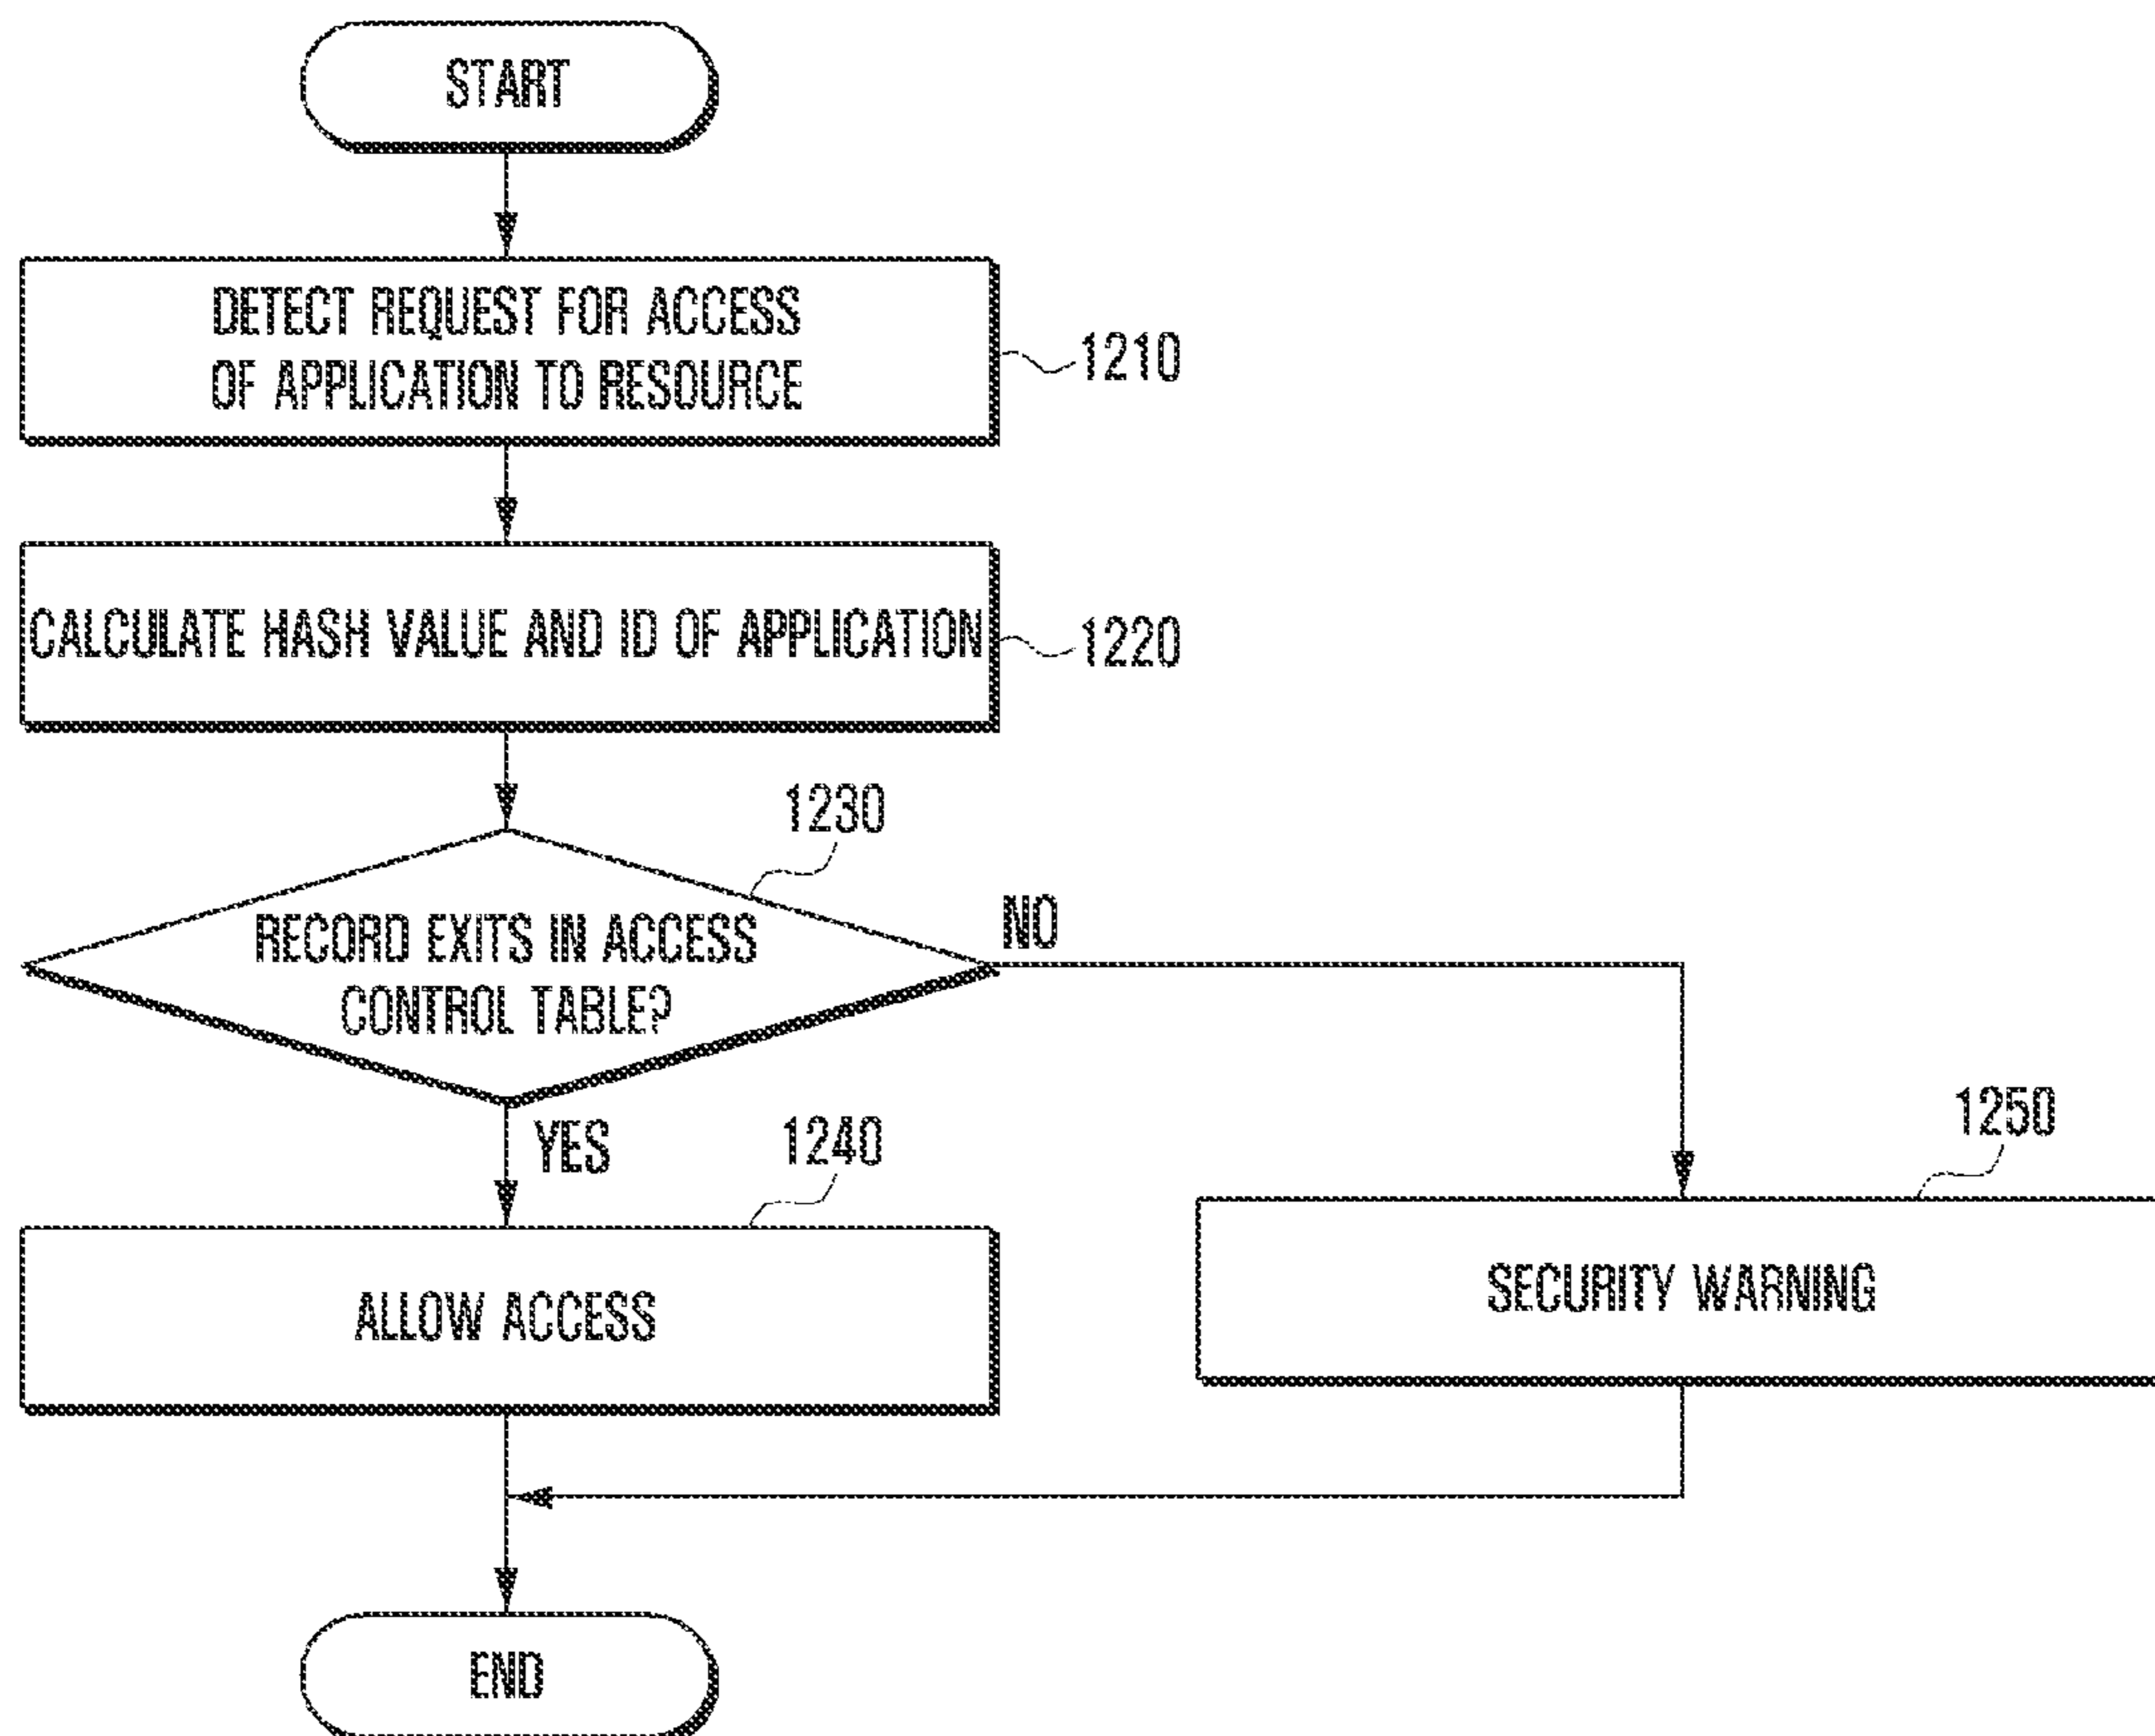 START
DETECT REQUEST FOR ACCESS
OF APPLICATION TO RESOURCE
1210
CALCULATE HASH VALUE AND ID OF APPLICATION
1220
1230
RECORD EXITS IN ACCESS
CONTROL TABLE?
NO
YES
1240
1250
ALLOW ACCESS
SECURITY WARNING
END